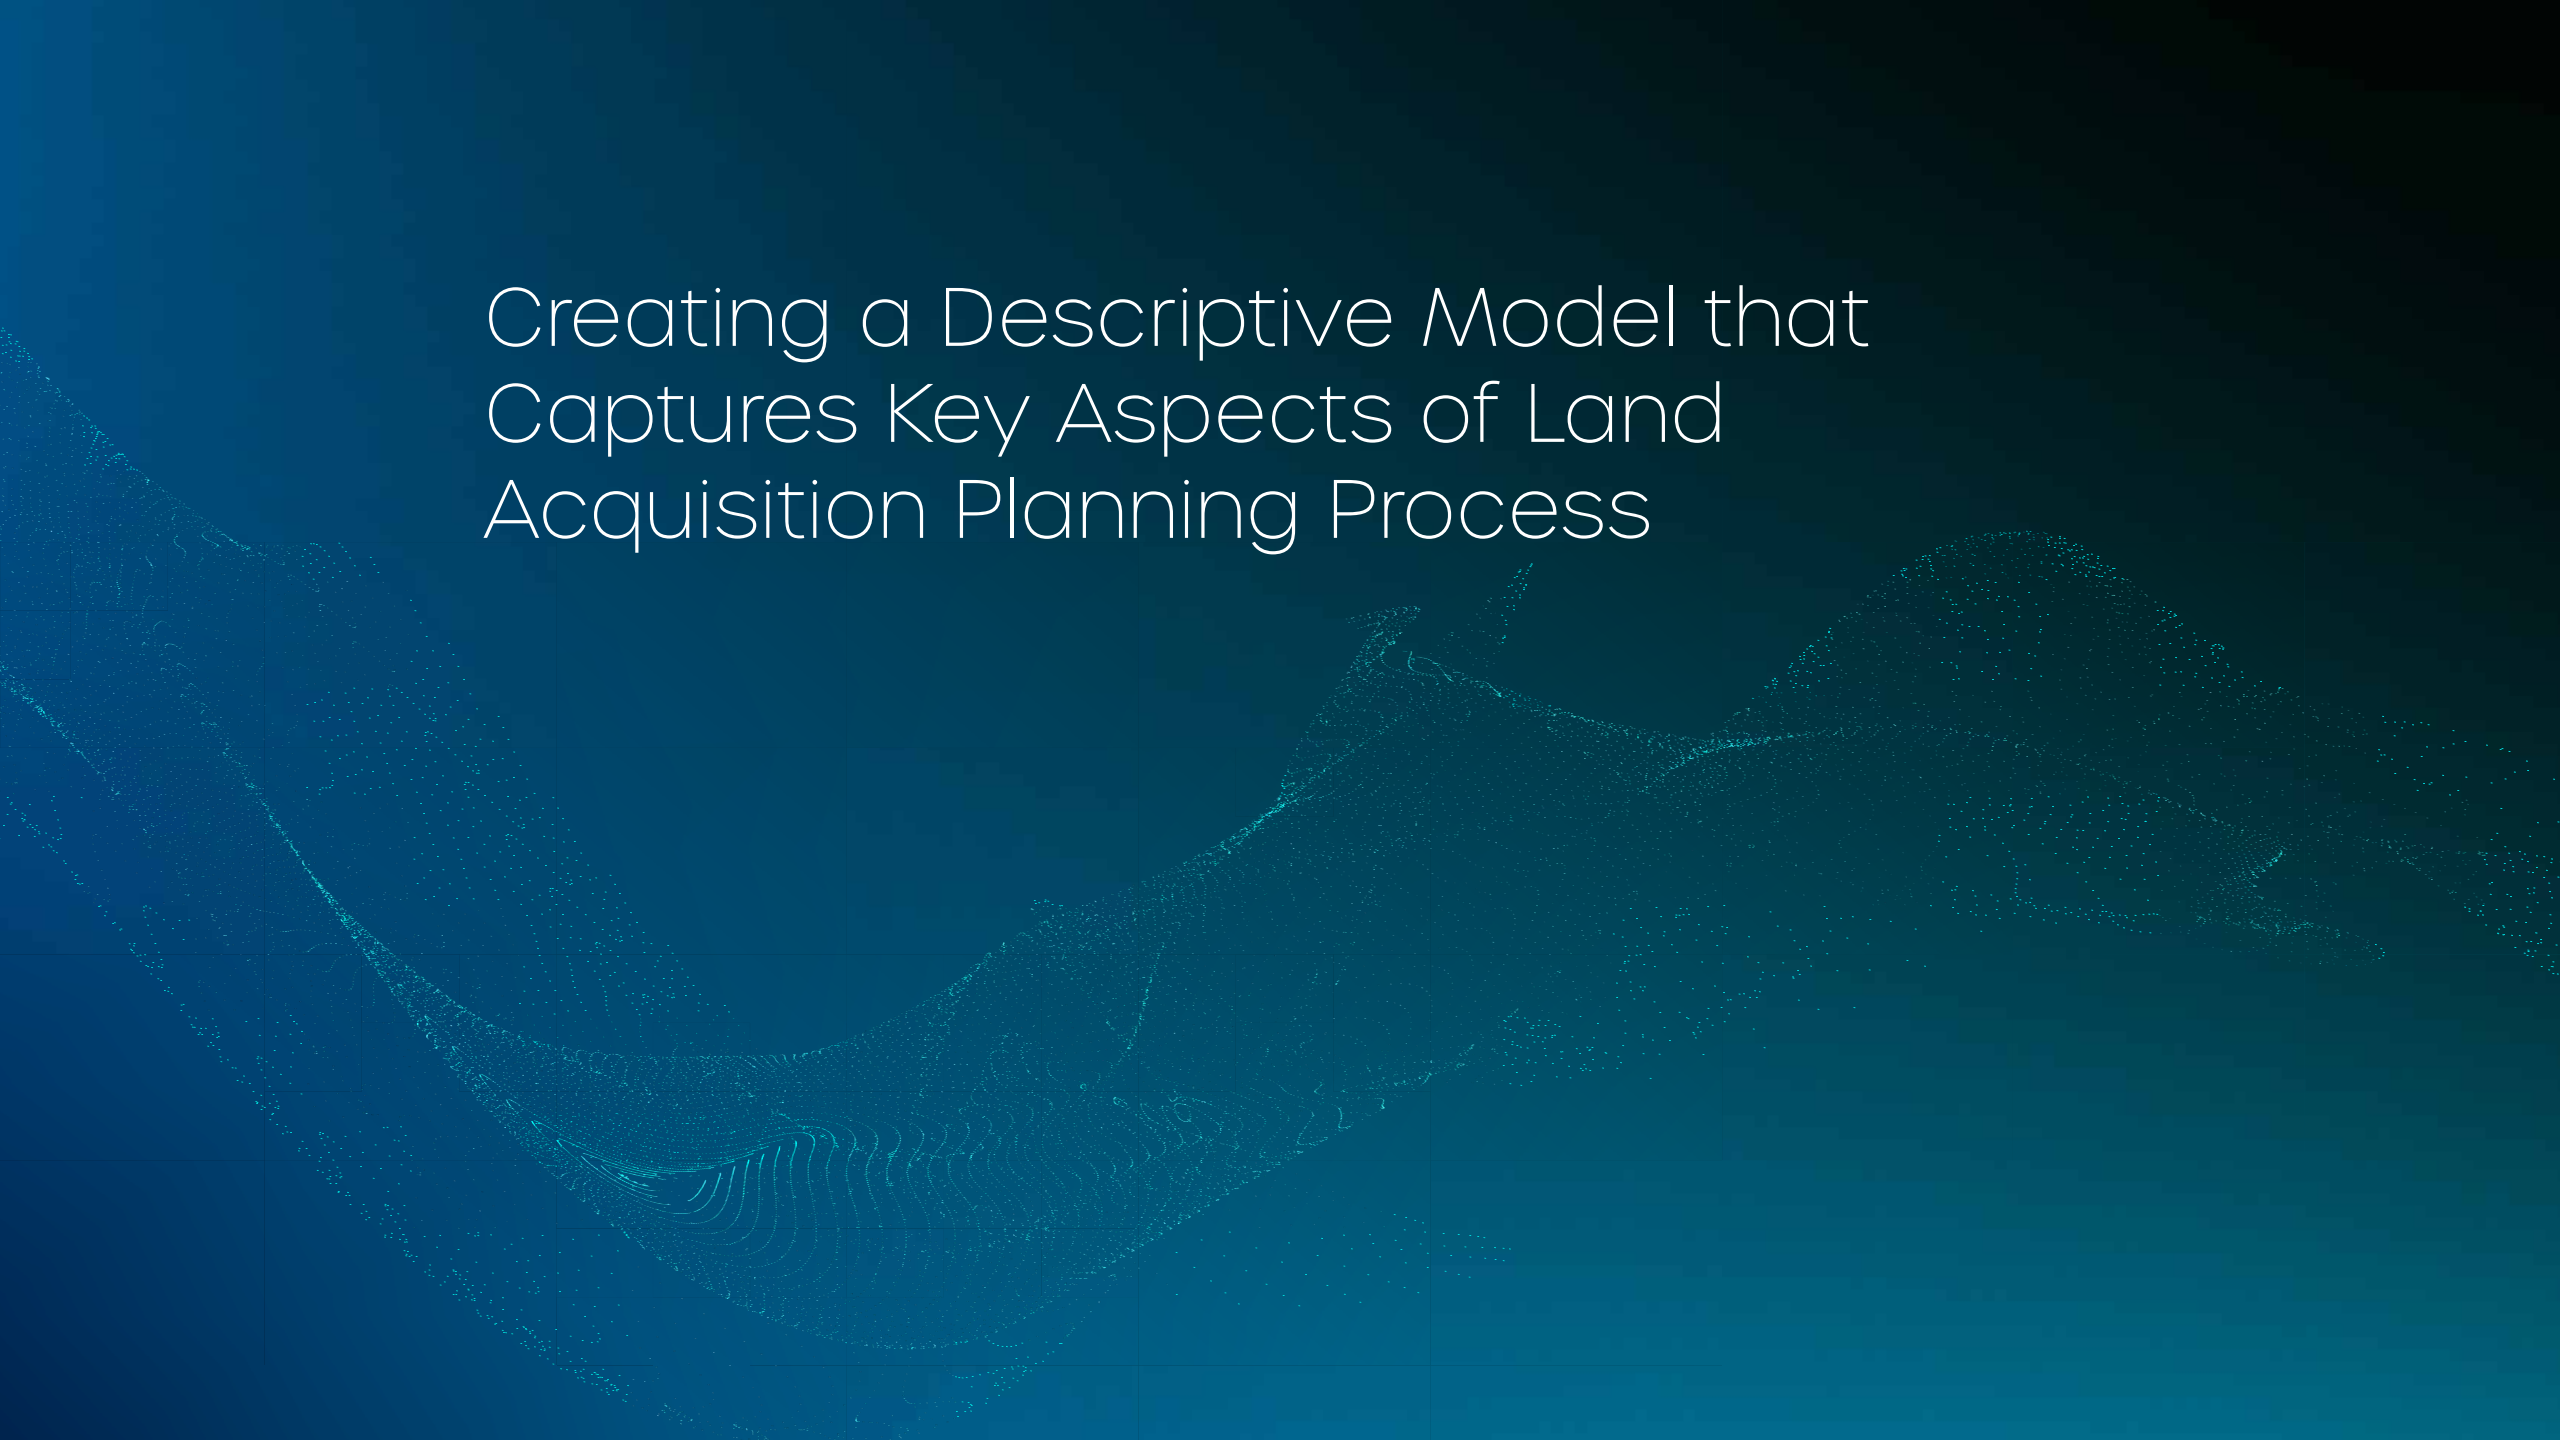 Creating a Descriptive Model that
Captures Key Aspects of Land
Acquisition Planning Process